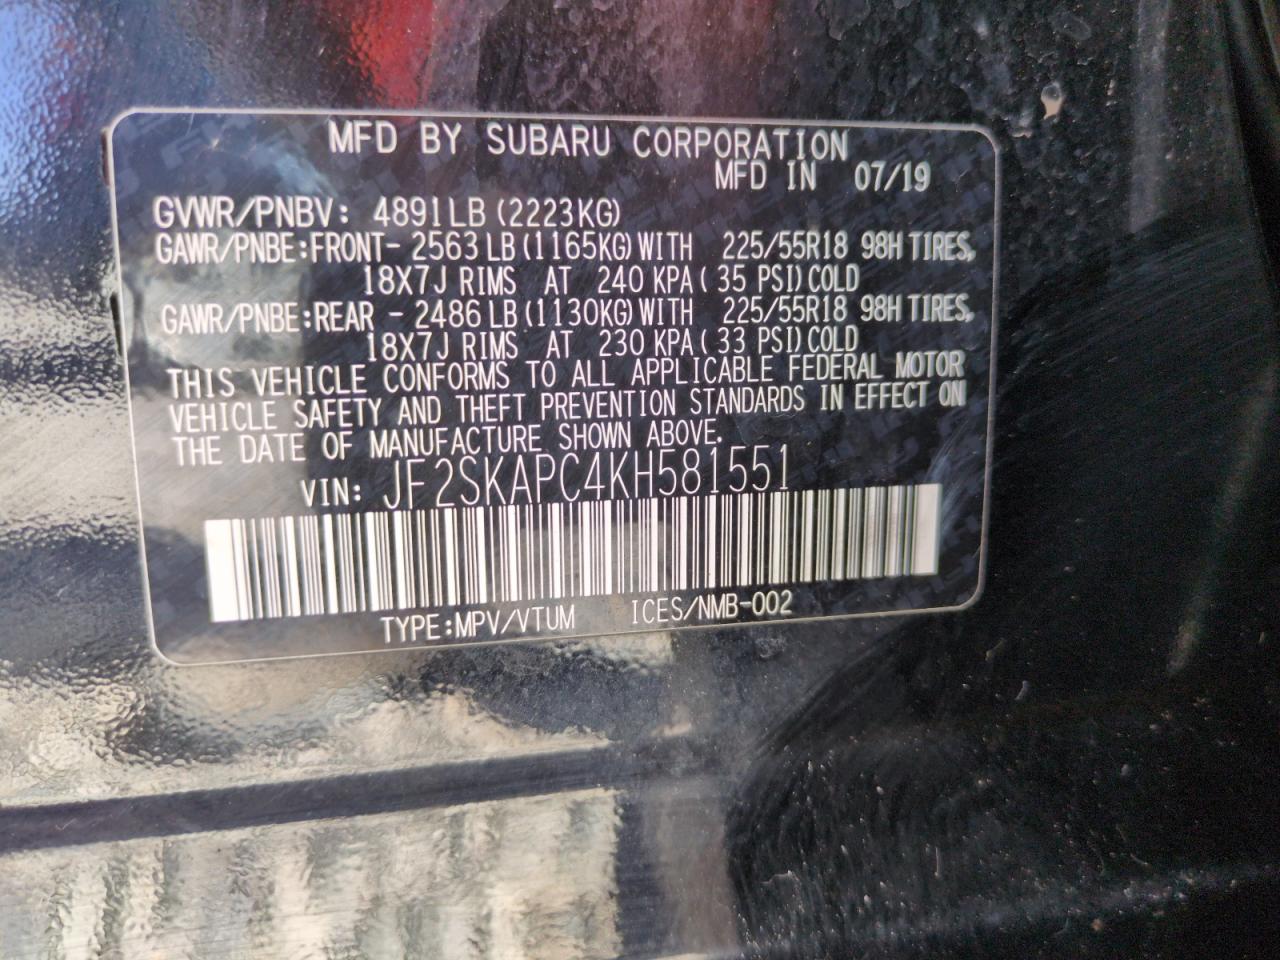 MFD BY SUBARU CORPORATION
MFD IN 07/19
GVWR/PNBV: 4891LB(2223KG)
GAWR/PNBE:FRONT- 2563 LB(1165KG)WITH 225/55R18 98H TIRES,
18X7J RIMS AT 240 KPA( 35 PSI)COLD
GAWR/PNBE:REAR - 2486 LB(1130KG)WITH 225/55R18 98H TIRES,
18X7J RIMS AT 230 KPA( 33 PSI)COLD
THIS VEHICLE CONFORMS TO ALL APPLICABLE FEDERAL MOTOR
VEHICLE SAFETY AND THEFT PREVENTION STANDARDS IN EFFECT ON
THE DATE OF MANUFACTURE SHOWN ABOVE.
VIN: JF2SKAPC4KH581551
TYPE:MPV/VTUM ICES/NMB-002